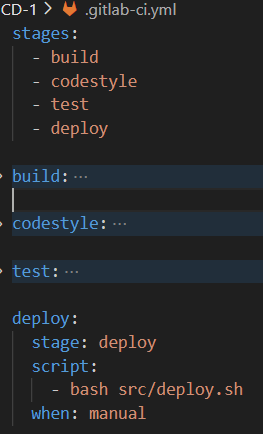 CD-1 > .gitlab-ci.yml
stages:
  - build
  - codestyle
  - test
  - deploy
build: ···
codestyle: ···
test: ···
deploy:
  stage: deploy
  script:
    - bash src/deploy.sh
  when: manual